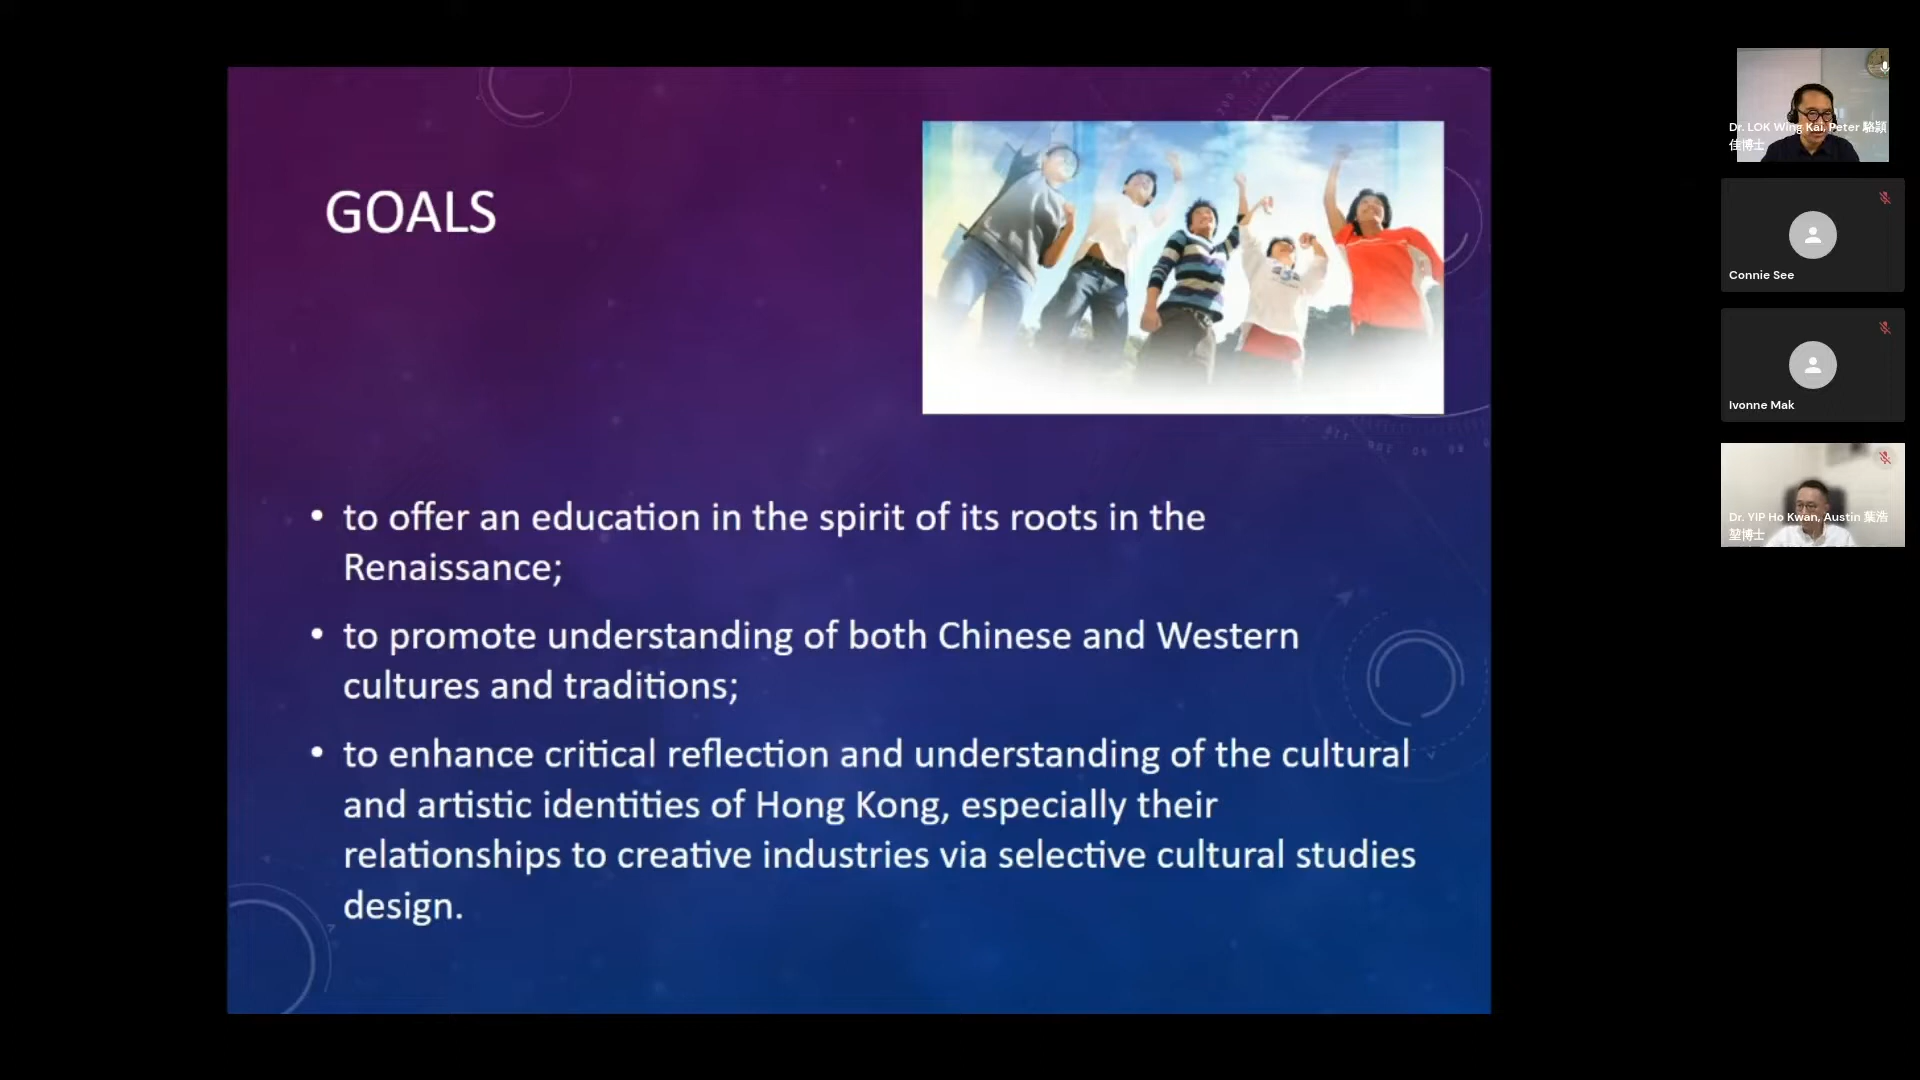 GOALS
• to offer an education in the spirit of its roots in the
Renaissance;
• to promote understanding of both Chinese and Western
cultures and traditions;
• to enhance critical reflection and understanding of the cultural
and artistic identities of Hong Kong, especially their
relationships to creative industries via selective cultural studies
design.
Dr. LOK Wing Kai, Peter 駱穎
佳博士
Connie See
Ivonne Mak
Dr. YIP Ho Kwan, Austin 葉浩
堃博士